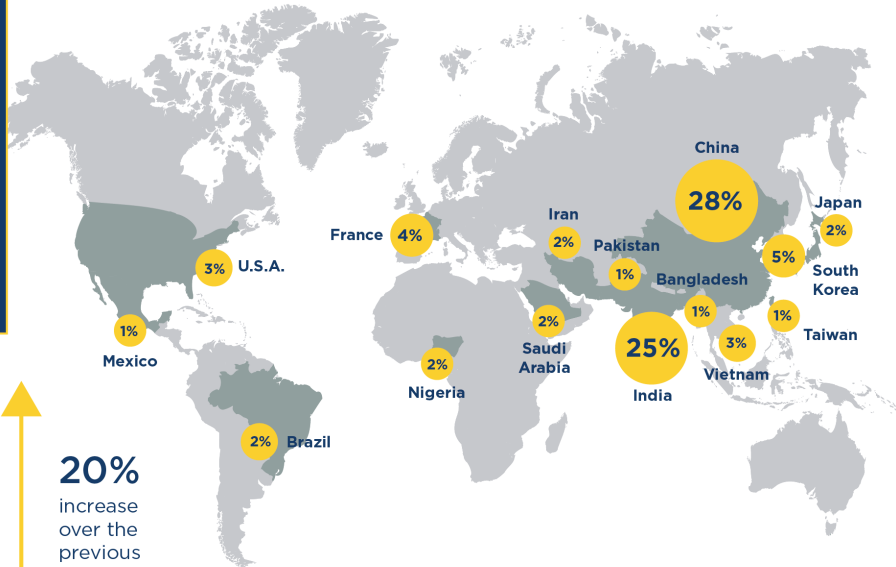 China
28%
Japan
2%
Iran
2%
France
4%
Pakistan
1%
5%
South
Korea
U.S.A.
3%
Bangladesh
1%
1%
Taiwan
2%
Saudi
Arabia
1%
Mexico
25%
India
3%
Vietnam
2%
Nigeria
2%
Brazil
20%
increase
over the
previous